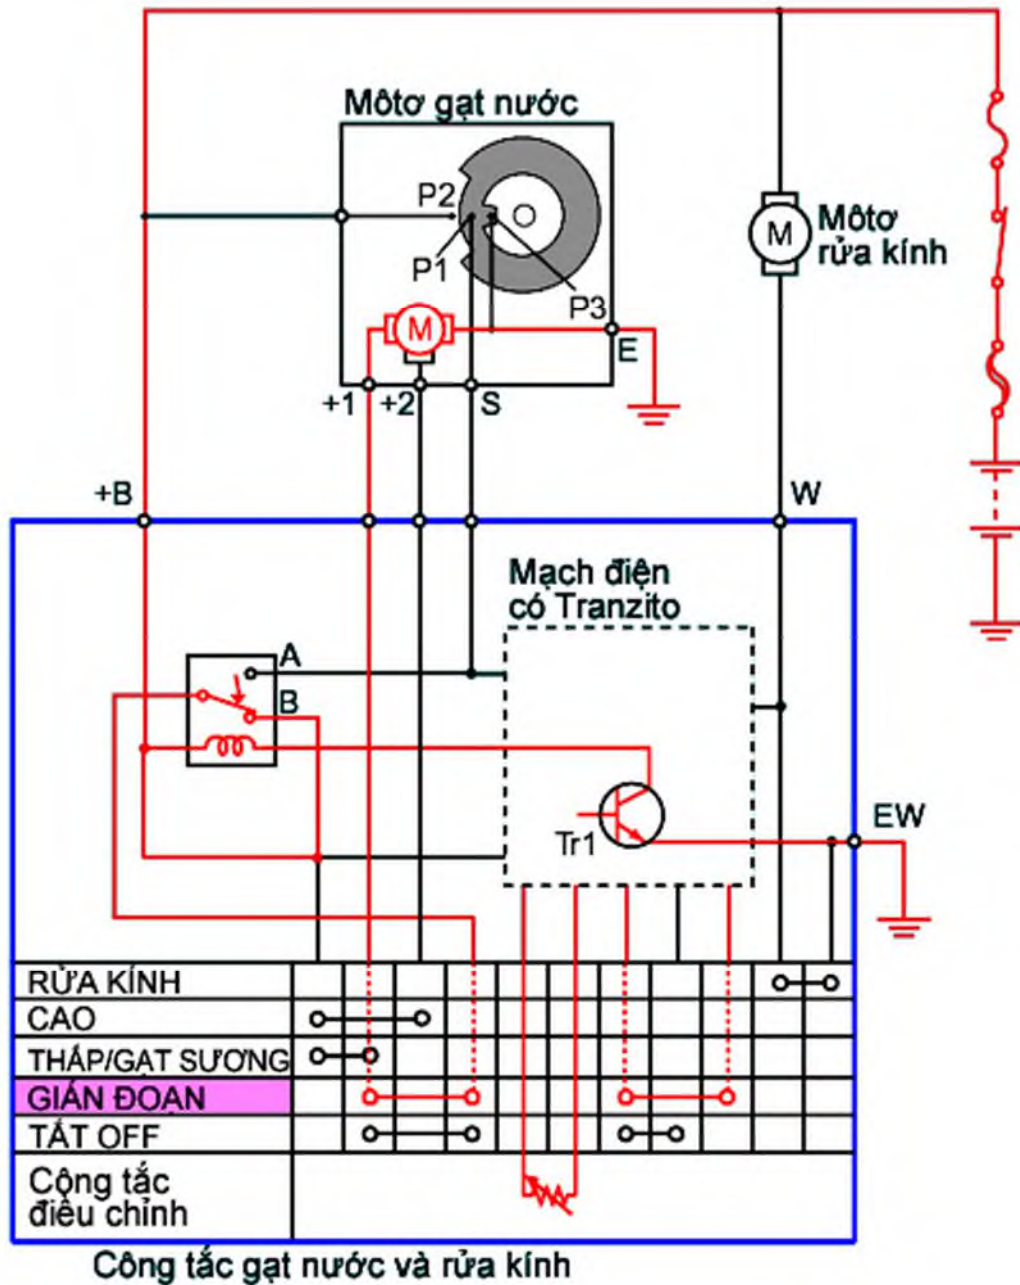 Môtơ gạt nước
P2
P1
P3
M
E
+1
+2
S
M
Môtơ
rửa kính
+B
W
Mạch điện
có Tranzito
A
B
Tr1
EW
RỬA KÍNH
CAO
THẤP/GẠT SƯƠNG
GIÁN ĐOẠN
TẮT OFF
Công tắc
điều chỉnh
Công tắc gạt nước và rửa kính